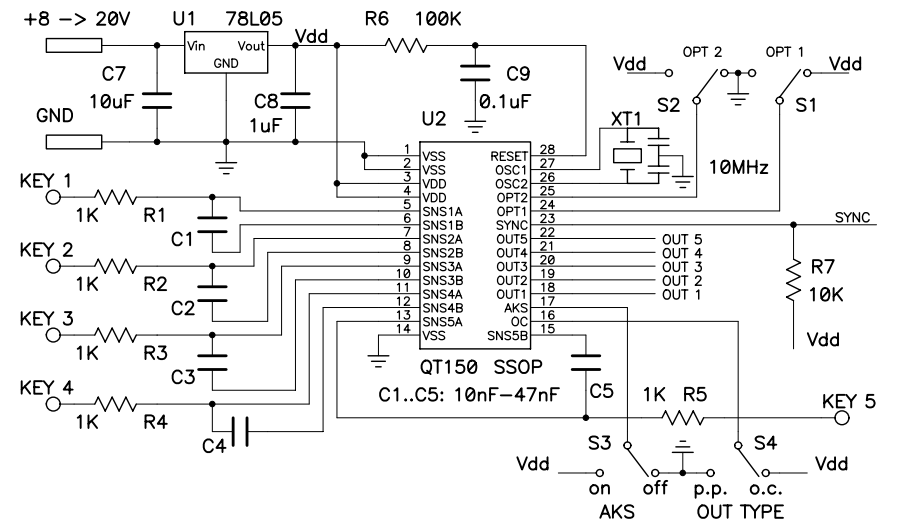 +8 -> 20V
U1
78L05
Vin
Vout
GND
Vdd
R6
100K
C7
10uF
C8
1uF
C9
0.1uF
GND
OPT 2
OPT 1
Vdd
Vdd
S2
S1
XT1
10MHz
U2
1 VSS
2 VSS
3 VDD
4 VDD
5 SNS1A
6 SNS1B
7 SNS2A
8 SNS2B
9 SNS3A
10 SNS3B
11 SNS4A
12 SNS4B
13 SNS5A
14 VSS
RESET 28
OSC1 27
OSC2 26
OPT2 25
OPT1 24
SYNC 23
OUT5 22
OUT4 21
OUT3 20
OUT2 19
OUT1 18
AKS 17
OC 16
SNS5B 15
SYNC
OUT 5
OUT 4
OUT 3
OUT 2
OUT 1
KEY 1
1K
R1
C1
KEY 2
1K
R2
C2
KEY 3
1K
R3
C3
KEY 4
1K
R4
C4
R7
10K
Vdd
QT150 SSOP
C1..C5: 10nF-47nF
C5
1K
R5
KEY 5
S3
S4
Vdd
Vdd
on
off
p.p.
o.c.
AKS
OUT TYPE